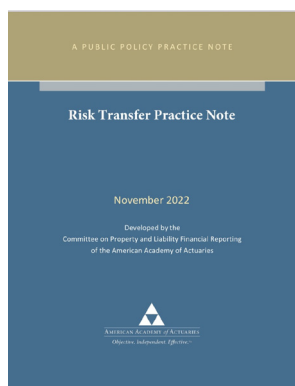 A PUBLIC POLICY PRACTICE NOTE
Risk Transfer Practice Note
November 2022
Developed by the
Committee on Property and Liability Financial Reporting
of the American Academy of Actuaries
AMERICAN ACADEMY of ACTUARIES
Objective. Independent. Effective.™